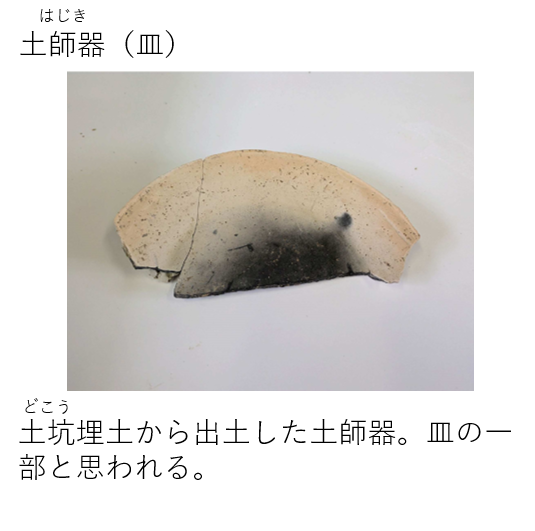 はじき
土師器（皿）
どこう
土坑埋土から出土した土師器。皿の一
部と思われる。